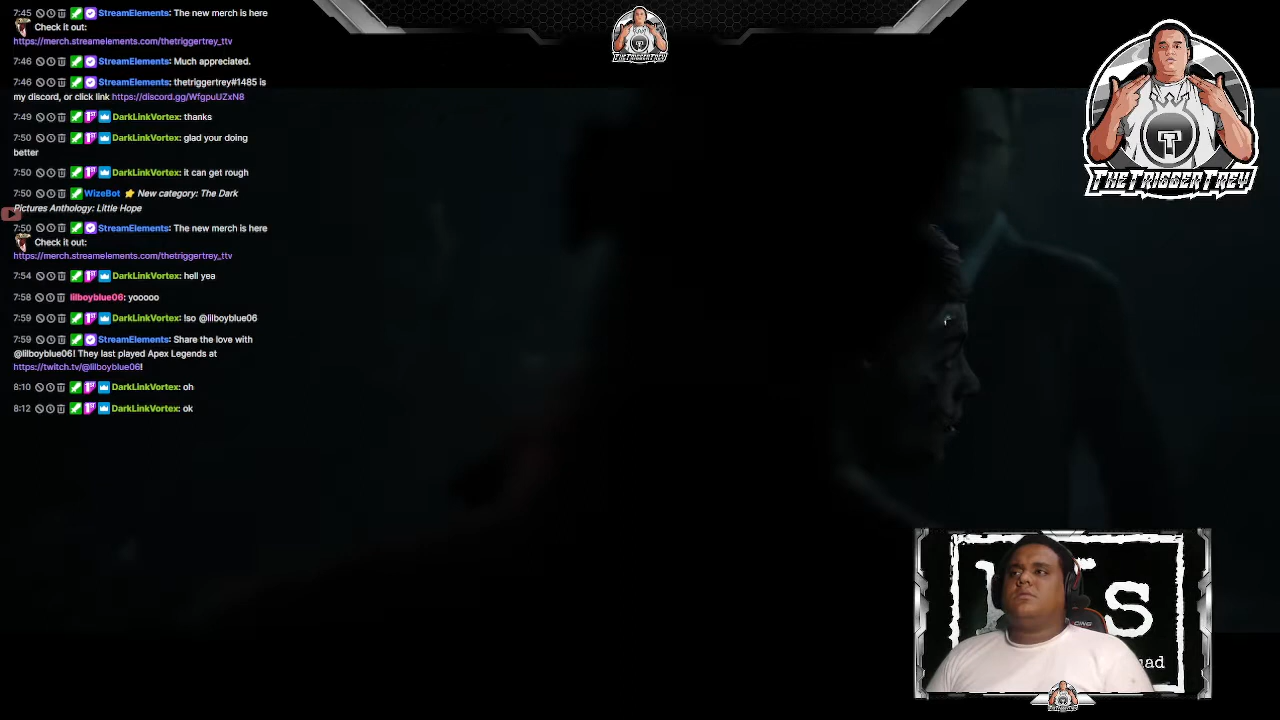 7:45 StreamElements: The new merch is here
Check it out:
https://merch.streamelements.com/thetriggertrey_ttv
7:46 StreamElements: Much appreciated.
7:46 StreamElements: thetriggertrey#1485 is
my discord, or click link https://discord.gg/WfgpuUZxN8
7:49 DarkLinkVortex: thanks
7:50 DarkLinkVortex: glad your doing
better
7:50 DarkLinkVortex: it can get rough
7:50 WizeBot New category: The Dark
Pictures Anthology: Little Hope
7:50 StreamElements: The new merch is here
Check it out:
https://merch.streamelements.com/thetriggertrey_ttv
7:54 DarkLinkVortex: hell yea
7:58 lilboyblue06: yooooo
7:59 DarkLinkVortex: !so @lilboyblue06
7:59 StreamElements: Share the love with
@lilboyblue06! They last played Apex Legends at
https://twitch.tv/@lilboyblue06!
8:10 DarkLinkVortex: oh
8:12 DarkLinkVortex: ok
THETRIGGERTREY
T
THETRIGGERTREY